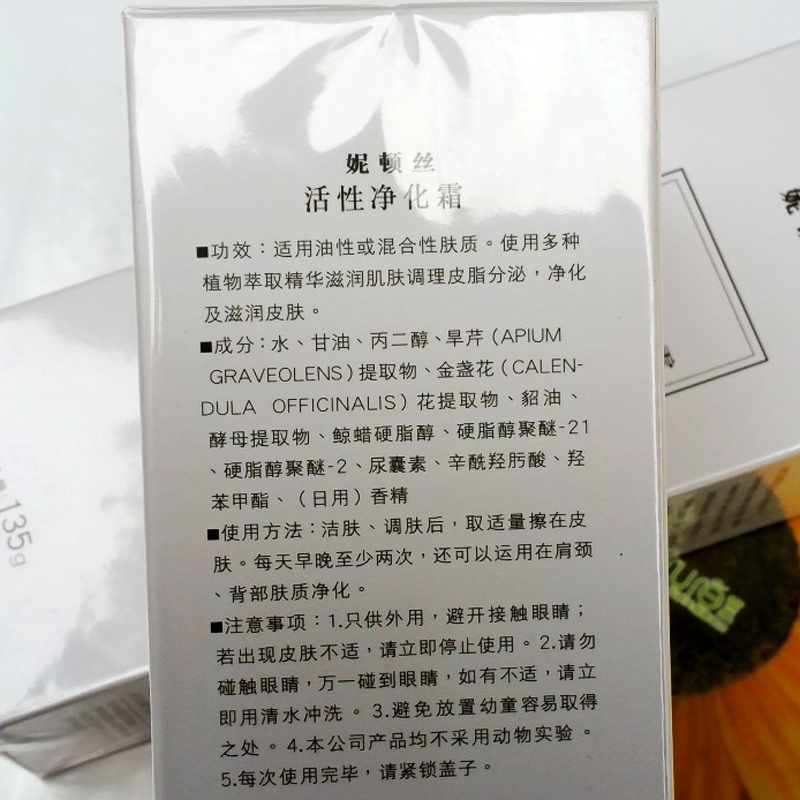 妮顿丝
活性净化霜
■功效：适用油性或混合性肤质。使用多种
植物萃取精华滋润肌肤调理皮脂分泌，净化
及滋润皮肤。
■成分：水、甘油、丙二醇、旱芹（APIUM
GRAVEOLENS）提取物、金盏花（CALEN-
DULA OFFICINALIS）花提取物、貂油、
酵母提取物、鲸蜡硬脂醇、硬脂醇聚醚-21
、硬脂醇聚醚-2、尿囊素、辛酰羟肟酸、羟
苯甲酯、（日用）香精
■使用方法：洁肤、调肤后，取适量擦在皮
肤。每天早晚至少两次，还可以运用在肩颈
、背部肤质净化。
■注意事项：1.只供外用，避开接触眼睛；
若出现皮肤不适，请立即停止使用。2.请勿
碰触眼睛，万一碰到眼睛，如有不适，请立
即用清水冲洗。3.避免放置幼童容易取得
之处。4.本公司产品均不采用动物实验。
5.每次使用完毕，请紧锁盖子。
135g
妮